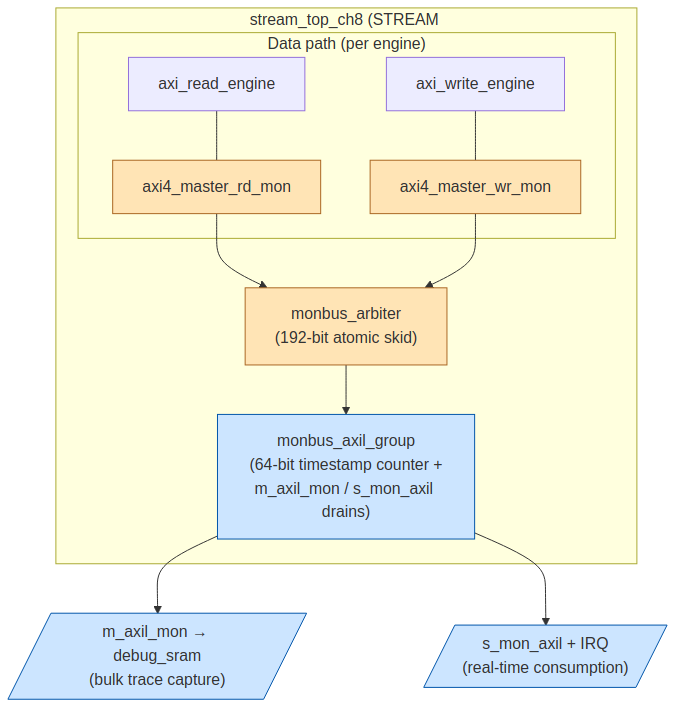 stream_top_ch8 (STREAM
Data path (per engine)
axi_read_engine
axi_write_engine
axi4_master_rd_mon
axi4_master_wr_mon
monbus_arbiter
(192-bit atomic skid)
monbus_axil_group
(64-bit timestamp counter +
m_axil_mon / s_mon_axil
drains)
m_axil_mon →
debug_sram
(bulk trace capture)
s_mon_axil + IRQ
(real-time consumption)